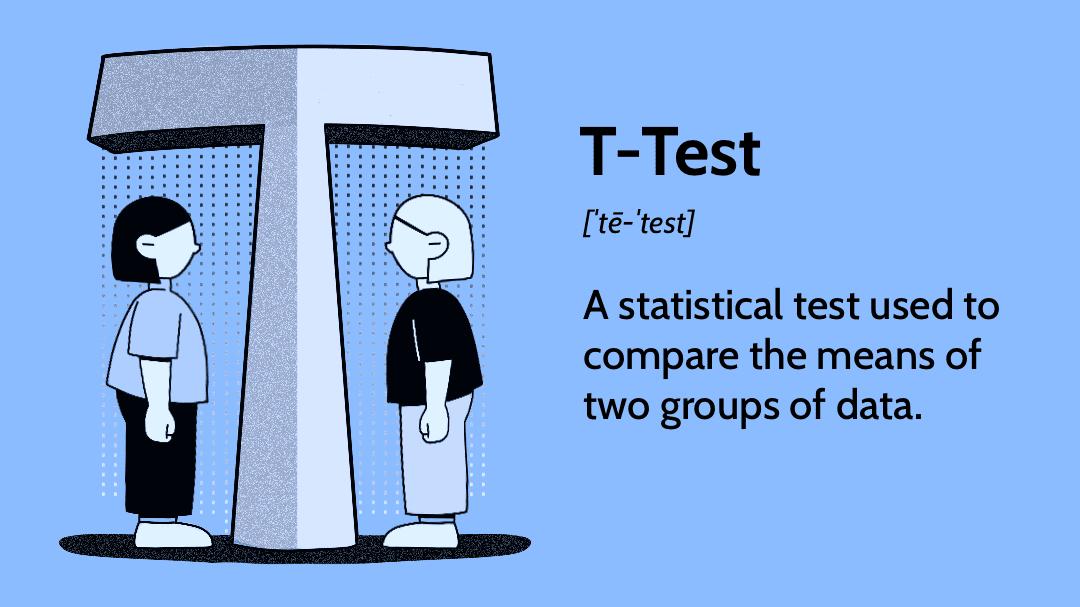 T-Test
[ˈtē-ˈtest]
A statistical test used to
compare the means of
two groups of data.